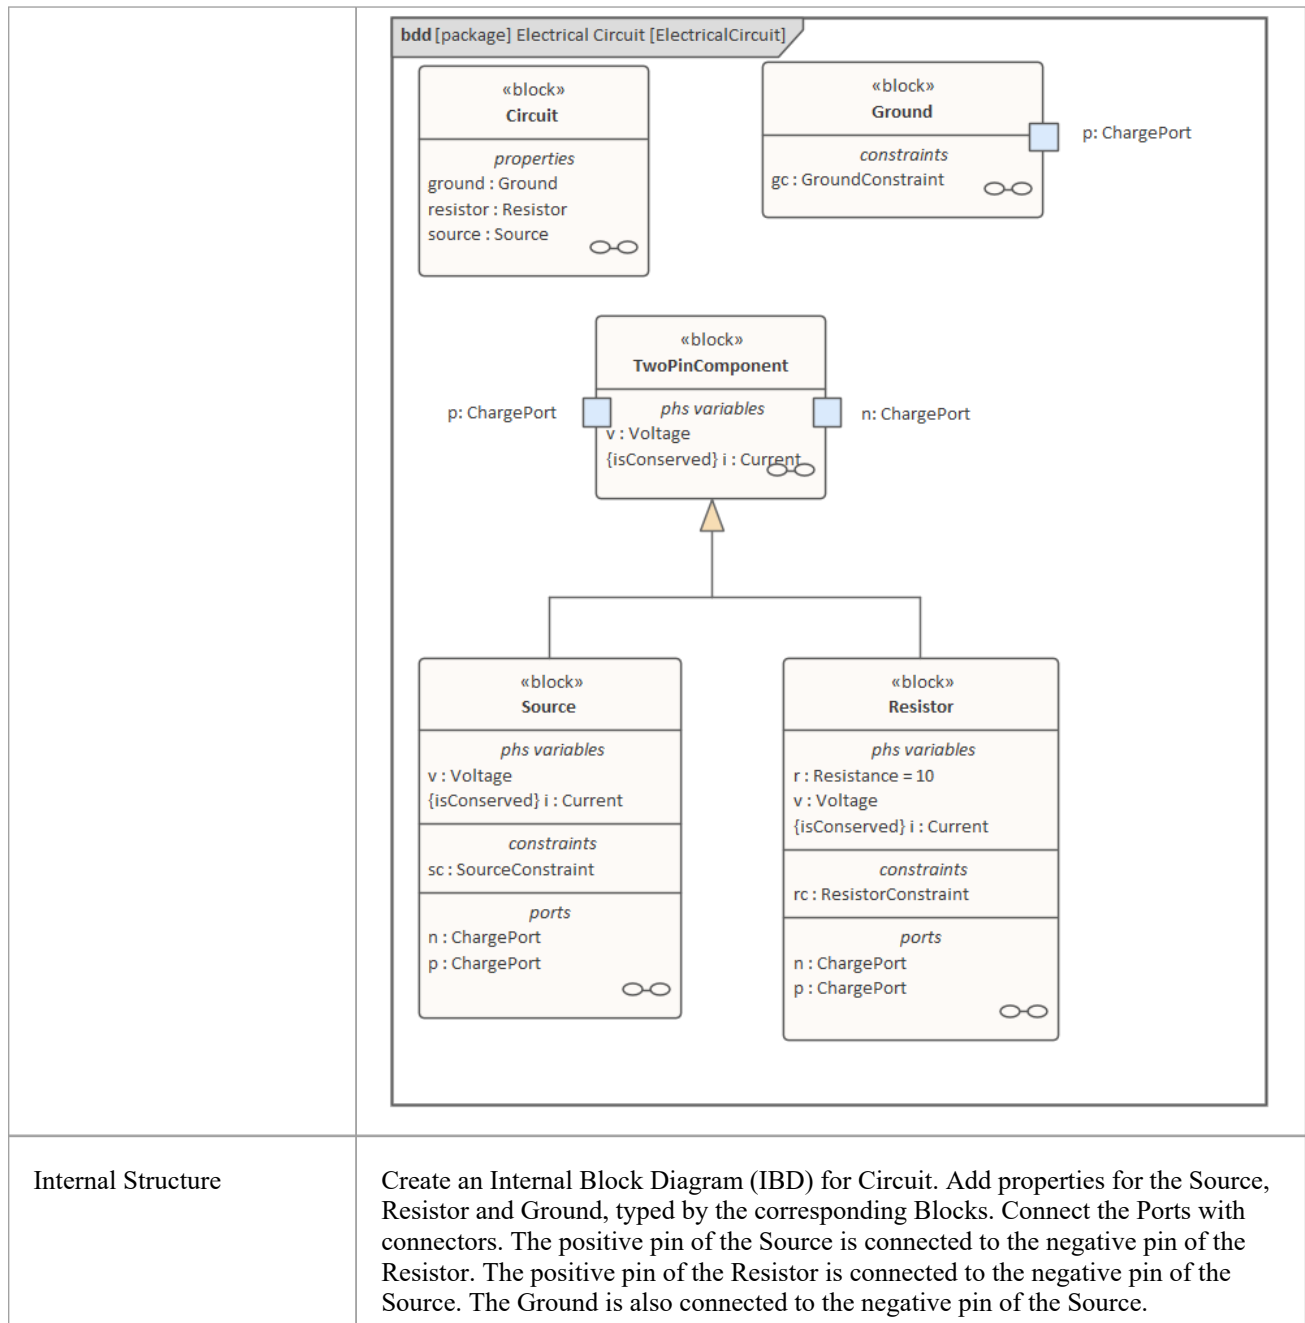 bdd [package] Electrical Circuit [ElectricalCircuit]
«block»
Circuit
properties
ground : Ground
resistor : Resistor
source : Source
«block»
Ground
constraints
gc : GroundConstraint
p: ChargePort
«block»
TwoPinComponent
phs variables
v : Voltage
{isConserved} i : Current
p: ChargePort
n: ChargePort
«block»
Source
phs variables
v : Voltage
{isConserved} i : Current
constraints
sc : SourceConstraint
ports
n : ChargePort
p : ChargePort
«block»
Resistor
phs variables
r : Resistance = 10
v : Voltage
{isConserved} i : Current
constraints
rc : ResistorConstraint
ports
n : ChargePort
p : ChargePort
Internal Structure
Create an Internal Block Diagram (IBD) for Circuit. Add properties for the Source,
Resistor and Ground, typed by the corresponding Blocks. Connect the Ports with
connectors. The positive pin of the Source is connected to the negative pin of the
Resistor. The positive pin of the Resistor is connected to the negative pin of the
Source. The Ground is also connected to the negative pin of the Source.